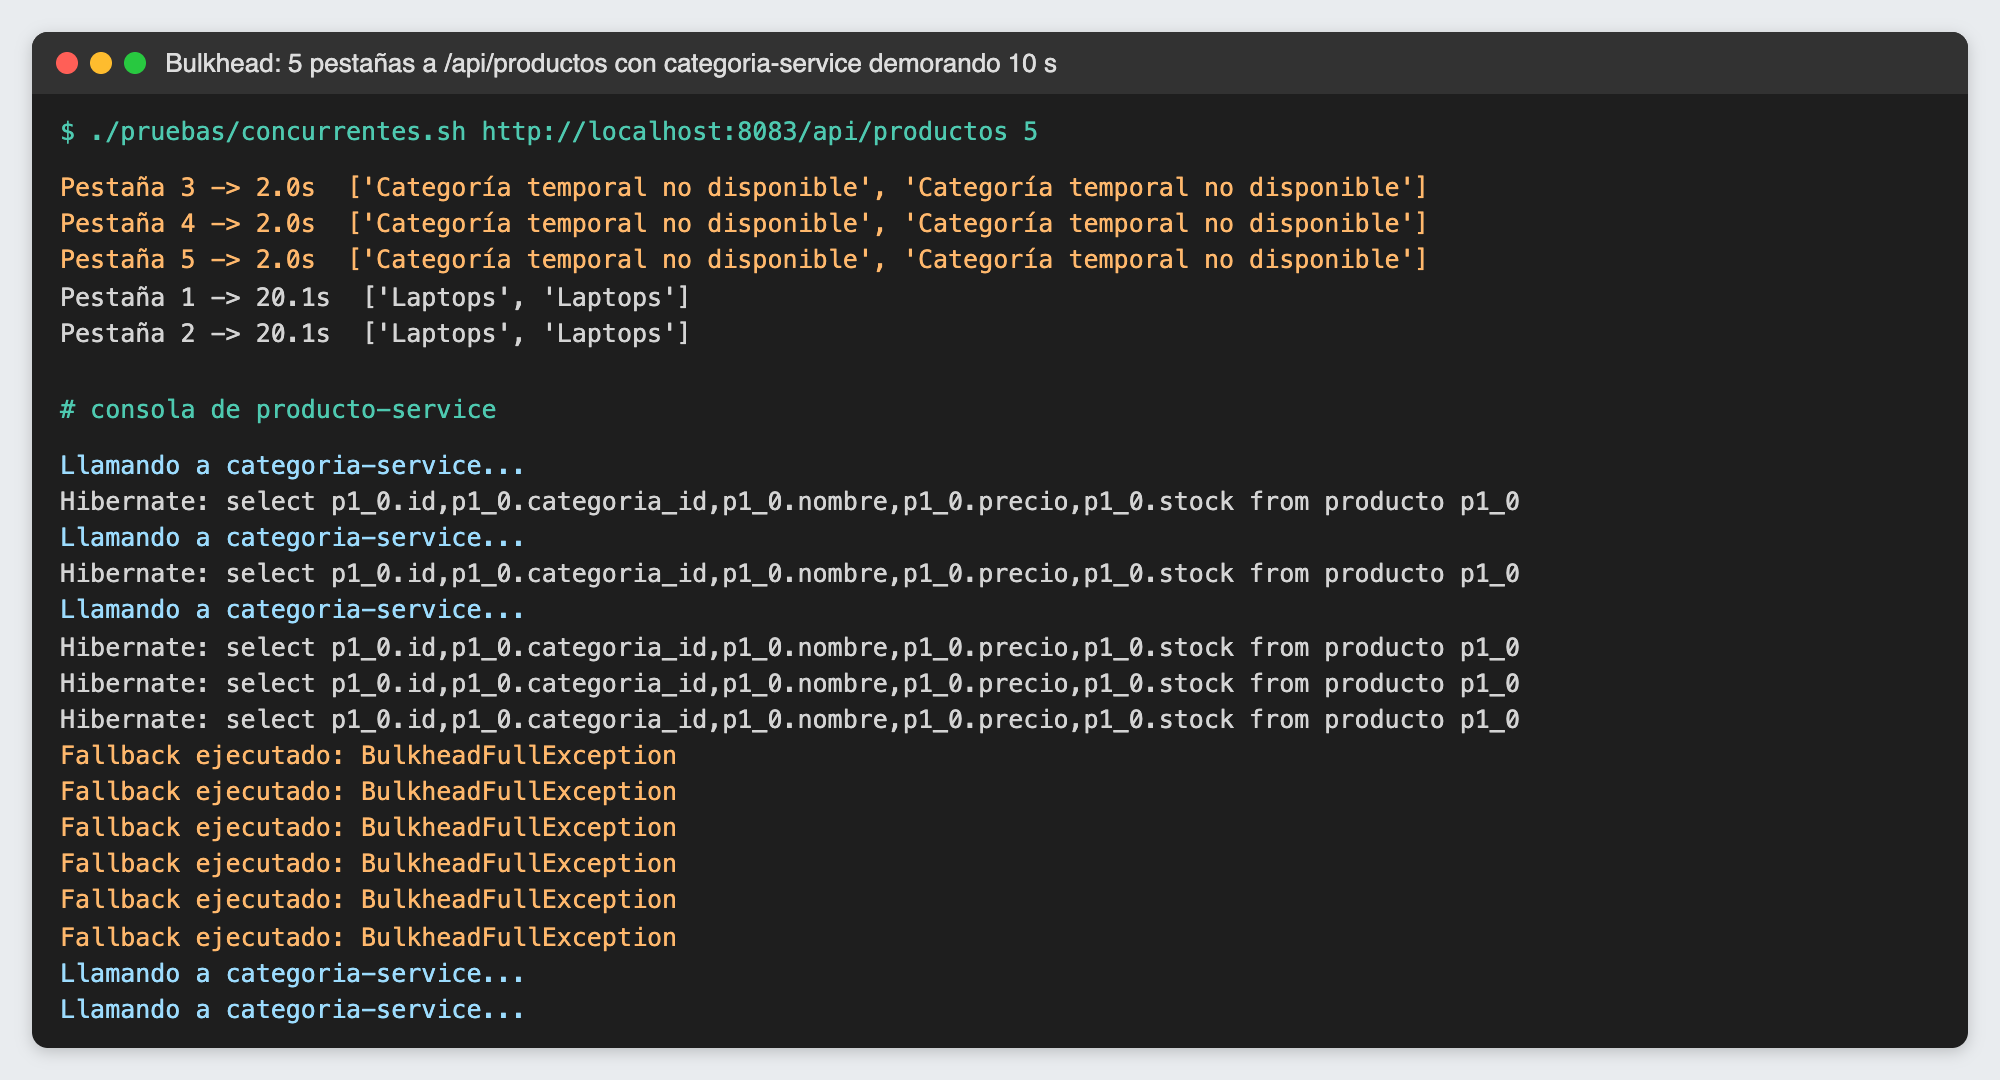 Bulkhead: 5 pestañas a /api/productos con categoria-service demorando 10 s
$ ./pruebas/concurrentes.sh http://localhost:8083/api/productos 5
Pestaña 3 —> 2.0s  ['Categoría temporal no disponible', 'Categoría temporal no disponible']
Pestaña 4 —> 2.0s  ['Categoría temporal no disponible', 'Categoría temporal no disponible']
Pestaña 5 —> 2.0s  ['Categoría temporal no disponible', 'Categoría temporal no disponible']
Pestaña 1 —> 20.1s  ['Laptops', 'Laptops']
Pestaña 2 —> 20.1s  ['Laptops', 'Laptops']
# consola de producto-service
Llamando a categoria-service...
Hibernate: select p1_0.id,p1_0.categoria_id,p1_0.nombre,p1_0.precio,p1_0.stock from producto p1_0
Llamando a categoria-service...
Hibernate: select p1_0.id,p1_0.categoria_id,p1_0.nombre,p1_0.precio,p1_0.stock from producto p1_0
Llamando a categoria-service...
Hibernate: select p1_0.id,p1_0.categoria_id,p1_0.nombre,p1_0.precio,p1_0.stock from producto p1_0
Hibernate: select p1_0.id,p1_0.categoria_id,p1_0.nombre,p1_0.precio,p1_0.stock from producto p1_0
Hibernate: select p1_0.id,p1_0.categoria_id,p1_0.nombre,p1_0.precio,p1_0.stock from producto p1_0
Fallback ejecutado: BulkheadFullException
Fallback ejecutado: BulkheadFullException
Fallback ejecutado: BulkheadFullException
Fallback ejecutado: BulkheadFullException
Fallback ejecutado: BulkheadFullException
Fallback ejecutado: BulkheadFullException
Llamando a categoria-service...
Llamando a categoria-service...